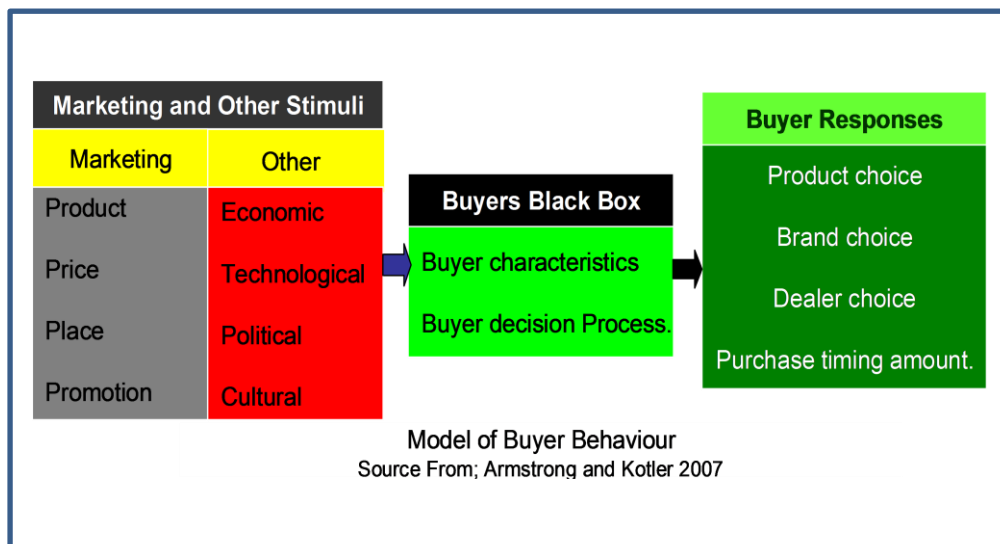 Marketing and Other Stimuli
Marketing
Other
Product
Price
Place
Promotion
Economic
Technological
Political
Cultural
Buyers Black Box
Buyer characteristics
Buyer decision Process.
Buyer Responses
Product choice
Brand choice
Dealer choice
Purchase timing amount.
Model of Buyer Behaviour
Source From; Armstrong and Kotler 2007